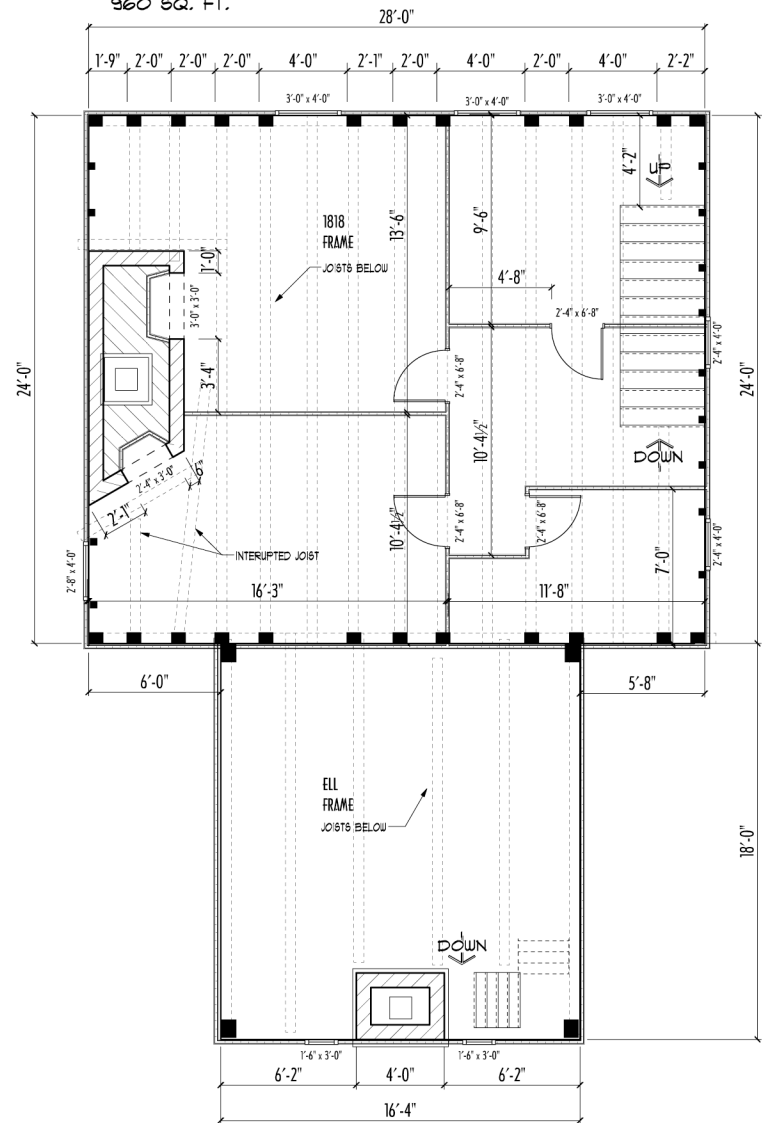 960 SQ. FT.
28'-0"
1'-9" 2'-0" 2'-0" 2'-0" 4'-0" 2'-1" 2'-0" 4'-0" 2'-0" 4'-0" 2'-2"
3'-0" x 4'-0" 3'-0" x 4'-0" 3'-0" x 4'-0"
4'-2"
UP
1818
FRAME
JOISTS BELOW
13'-6"
9'-6"
1'-0"
3'-0" x 3'-0"
4'-8"
2'-4" x 6'-8"
2'-4" x 4'-0"
24'-0"
24'-0"
3'-4"
2'-4" x 6'-8"
10'-4½"
DOWN
2'-4" x 3'-0"
6"
2'-1"
10'-4½"
2'-4" x 6'-8"
2'-4" x 6'-8"
2'-4" x 4'-0"
INTERUPTED JOIST
7'-0"
2'-8" x 4'-0"
16'-3"
11'-8"
6'-0"
5'-8"
ELL
FRAME
JOISTS BELOW
18'-0"
DOWN
1'-6" x 3'-0" 1'-6" x 3'-0"
6'-2" 4'-0" 6'-2"
16'-4"